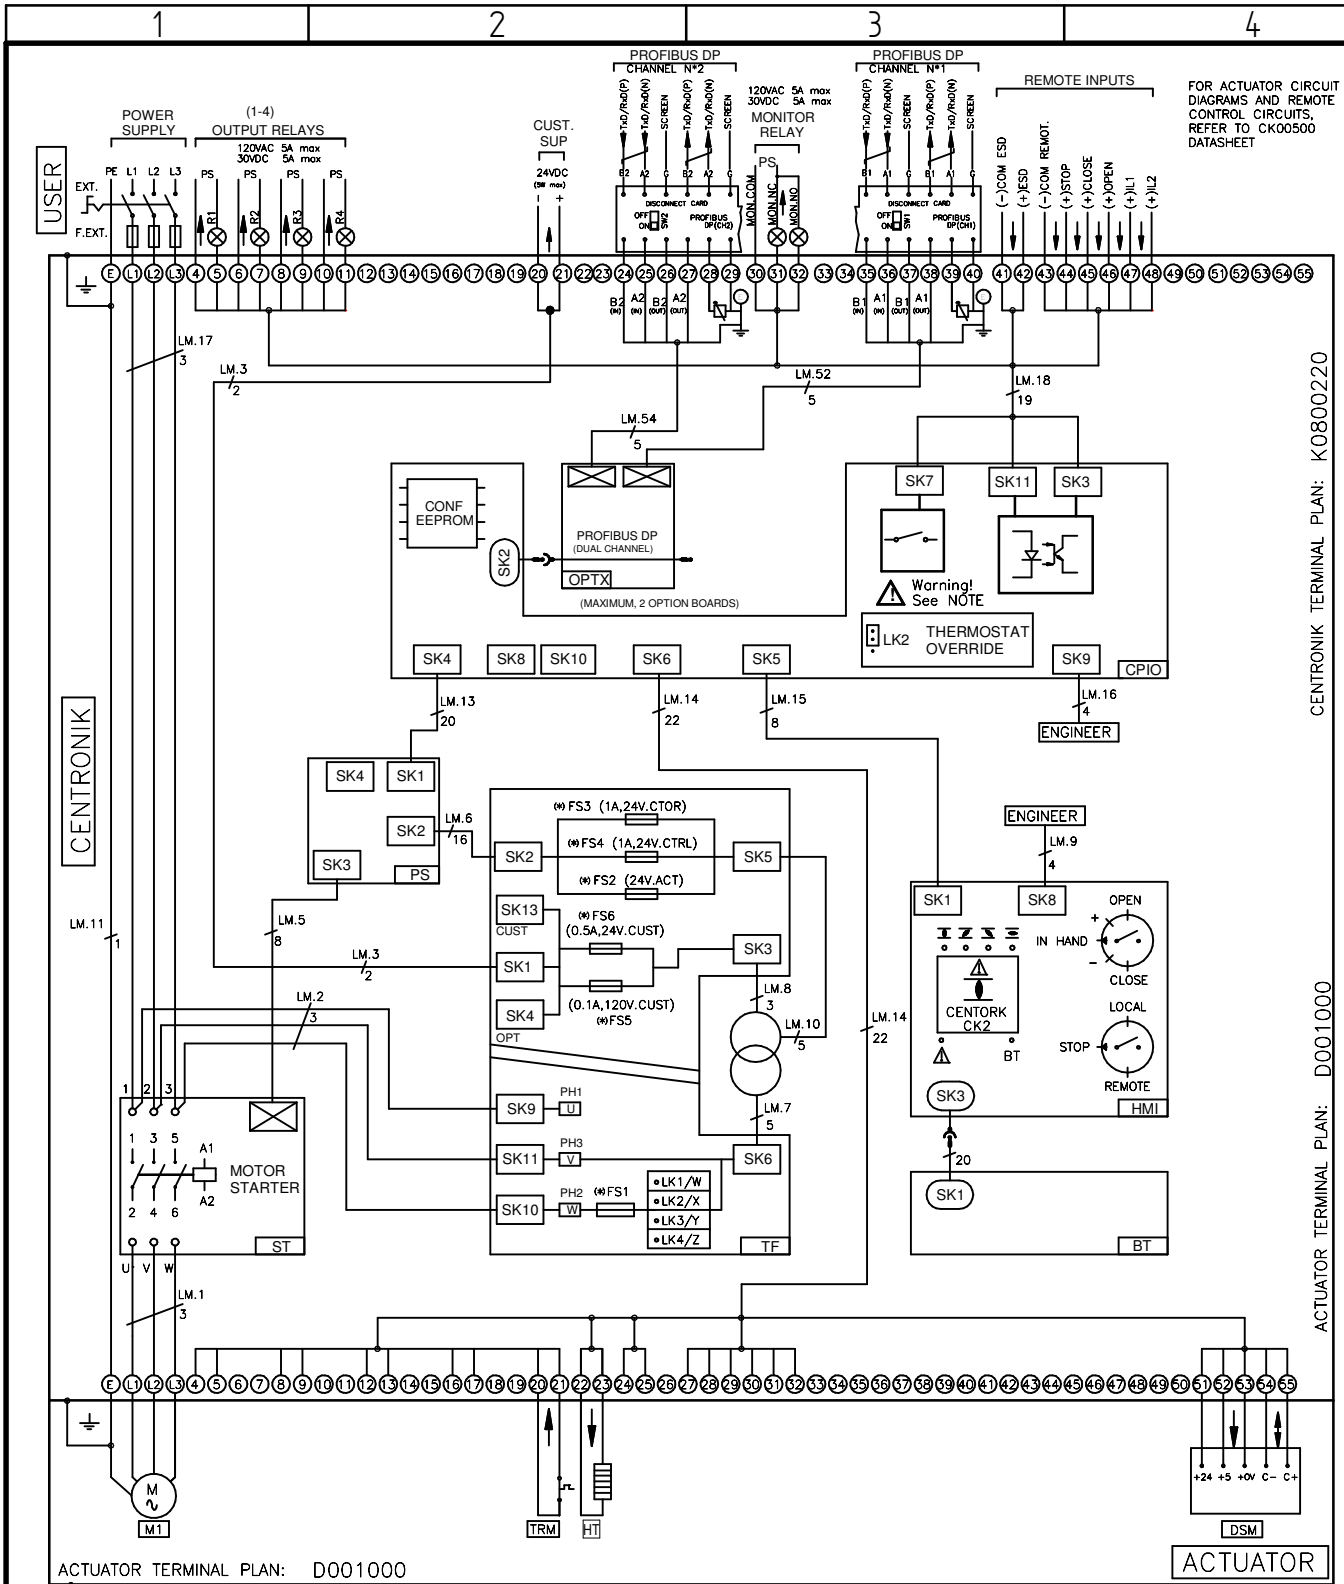 1 2 3 4
POWER
SUPPLY
(1-4)
OUTPUT RELAYS
120VAC 5A max
30VDC 5A max
CUST.
SUP
24VDC
(5W max)
- +
PROFIBUS DP
CHANNEL N*2
TxD/RxD(P)
TxD/RxD(N)
SCREEN
TxD/RxD(P)
TxD/RxD(N)
SCREEN
120VAC 5A max
30VDC 5A max
MONITOR
RELAY
PROFIBUS DP
CHANNEL N*1
TxD/RxD(P)
TxD/RxD(N)
SCREEN
TxD/RxD(P)
TxD/RxD(N)
SCREEN
REMOTE INPUTS
FOR ACTUATOR CIRCUIT
DIAGRAMS AND REMOTE
CONTROL CIRCUITS,
REFER TO CK00500
DATASHEET
USER
PE L1 L2 L3
EXT.
F.EXT.
PS PS PS PS
R1 R2 R3 R4
B2 A2 G B2 A2 G
DISCONNECT CARD
OFF
ON
SW2
PROFIBUS
DP(CH2)
PS
MON.COM
MON.NC
MON.NO
B1 A1 G B1 A1 G
DISCONNECT CARD
OFF
ON
SW1
PROFIBUS
DP(CH1)
(-)COM ESD
(+)ESD
(-)COM REMOT.
(+)STOP
(+)CLOSE
(+)OPEN
(+)IL1
(+)IL2
E L1 L2 L3 4 5 6 7 8 9 10 11 12 13 14 15 16 17 18 19 20 21 22 23 24 25 26 27 28 29 30 31 32 33 34 35 36 37 38 39 40 41 42 43 44 45 46 47 48 49 50 51 52 53 54 55
B2 A2 B2 A2
(IN) (IN) (OUT) (OUT)
E
B1 A1 B1 A1
(IN) (IN) (OUT) (OUT)
LM.17
3
LM.3
2
LM.54
5
LM.52
5
LM.18
19
CENTRONIK TERMINAL PLAN: K0800220
CONF
EEPROM
SK2
PROFIBUS DP
(DUAL CHANNEL)
OPTX
(MAXIMUM, 2 OPTION BOARDS)
SK7
SK11
SK3
Warning!
See NOTE
LK2
THERMOSTAT
OVERRIDE
SK4
SK8
SK10
SK6
SK5
SK9
CPIO
LM.13
20
LM.14
22
LM.15
8
LM.16
4
ENGINEER
CENTRONIK
SK4
SK1
SK2
SK3
PS
LM.6
16
(*)FS3 (1A,24V.CTOR)
(*)FS4 (1A,24V.CTRL)
(*)FS2 (24V.ACT)
SK2
SK5
SK13
CUST
(*)FS6
(0.5A,24V.CUST)
SK1
SK3
(0.1A,120V.CUST)
(*)FS5
SK4
OPT
LM.8
3
LM.10
5
LM.7
5
LM.14
22
LM.11
1
LM.5
8
LM.3
2
LM.2
3
ENGINEER
LM.9
4
SK1
SK8
OPEN
+
IN HAND
-
CLOSE
CENTORK
CK2
BT
LOCAL
STOP
REMOTE
SK3
HMI
20
SK1
BT
ACTUATOR TERMINAL PLAN: D001000
1 2 3
1 3 5
A1
A2
MOTOR
STARTER
2 4 6
ST
U V W
SK9
PH1
U
SK11
PH3
V
SK6
SK10
PH2
W
(*)FS1
LK1/W
LK2/X
LK3/Y
LK4/Z
TF
LM.1
3
E L1 L2 L3 4 5 6 7 8 9 10 11 12 13 14 15 16 17 18 19 20 21 22 23 24 25 26 27 28 29 30 31 32 33 34 35 36 37 38 39 40 41 42 43 44 45 46 47 48 49 50 51 52 53 54 55
M
M1
TRM
HT
+24 +5 +0V C- C+
DSM
ACTUATOR TERMINAL PLAN: D001000
ACTUATOR